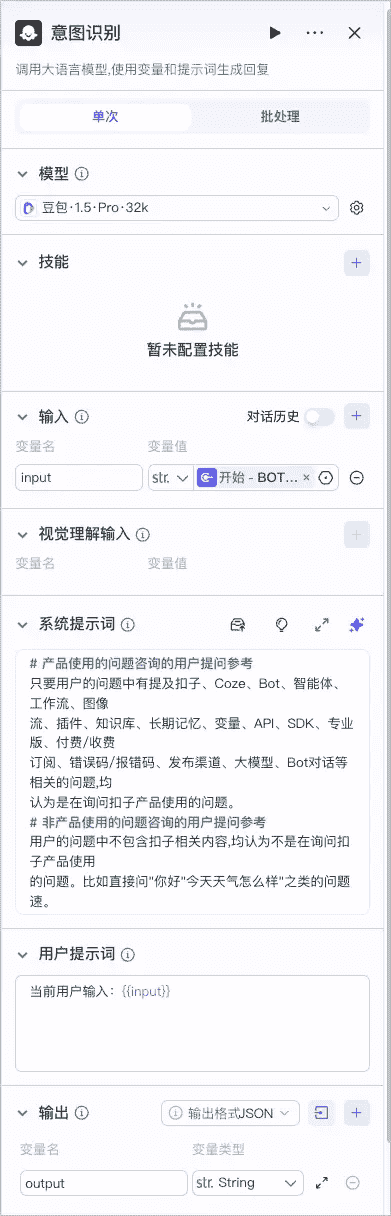 意图识别
调用大语言模型,使用变量和提示词生成回复
单次
批处理
模型
豆包·1.5·Pro·32k
技能
暂未配置技能
输入
对话历史
变量名
变量值
input
str.
开始 - BOT...
视觉理解输入
变量名
变量值
系统提示词
# 产品使用的问题咨询的用户提问参考
只要用户的问题中有提及扣子、Coze、Bot、智能体、
工作流、图像
流、插件、知识库、长期记忆、变量、API、SDK、专业
版、付费/收费
订阅、错误码/报错码、发布渠道、大模型、Bot对话等
相关的问题,均
认为是在询问扣子产品使用的问题。
# 非产品使用的问题咨询的用户提问参考
用户的问题中不包含扣子相关内容,均认为不是在询问扣
子产品使用
的问题。比如直接问"你好"今天天气怎么样"之类的问题
速。
用户提示词
当前用户输入：{{input}}
输出
输出格式JSON
变量名
变量类型
output
str. String